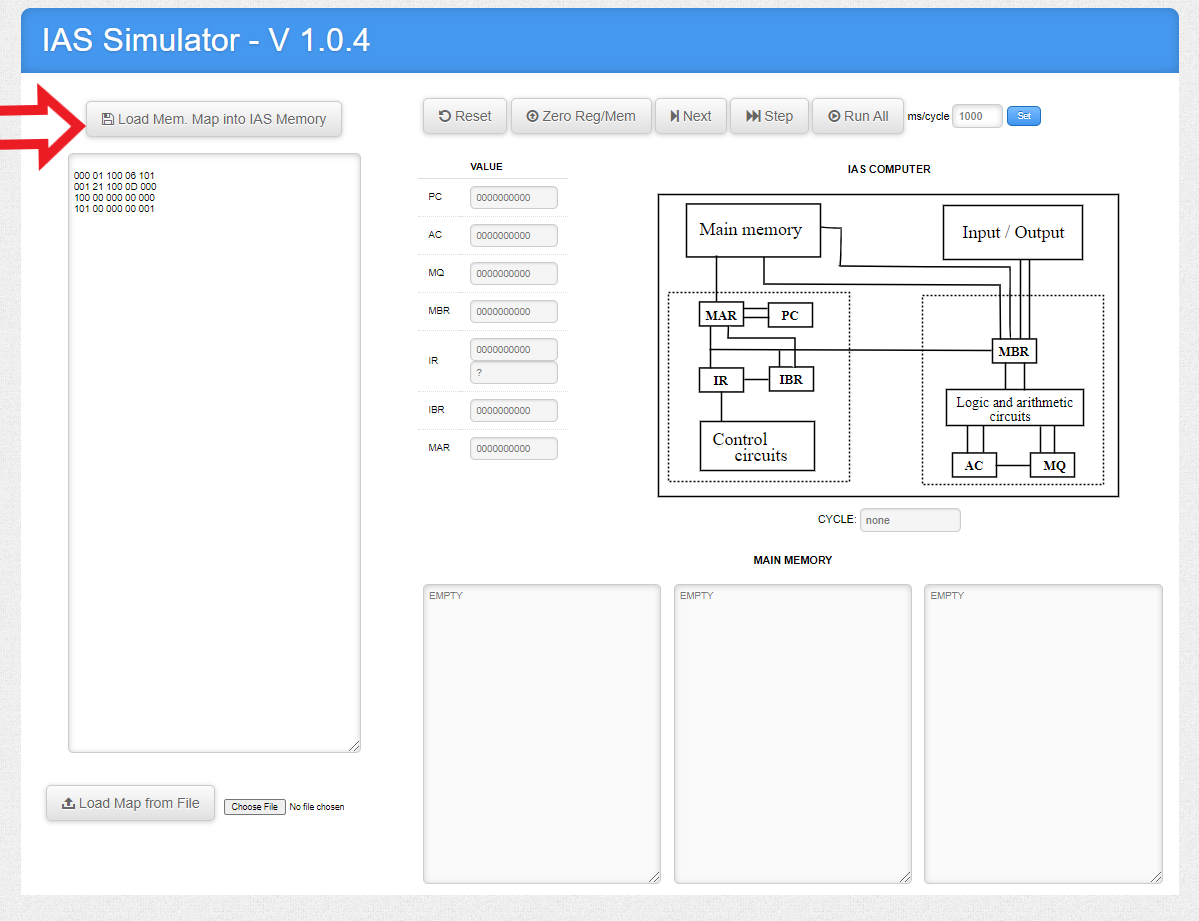 IAS Simulator - V 1.0.4
Load Mem. Map into IAS Memory
000 01 100 06 101
001 21 100 0D 000
100 00 000 00 000
101 00 000 00 001
Load Map from File
Choose File No file chosen
Reset Zero Reg/Mem Next Step Run All ms/cycle 1000 Set
VALUE
PC 0000000000
AC 0000000000
MQ 0000000000
MBR 0000000000
IR 0000000000
?
IBR 0000000000
MAR 0000000000
IAS COMPUTER
Main memory
Input / Output
MAR PC
MBR
IR IBR
Logic and arithmetic
circuits
Control
circuits
AC MQ
CYCLE: none
MAIN MEMORY
EMPTY EMPTY EMPTY